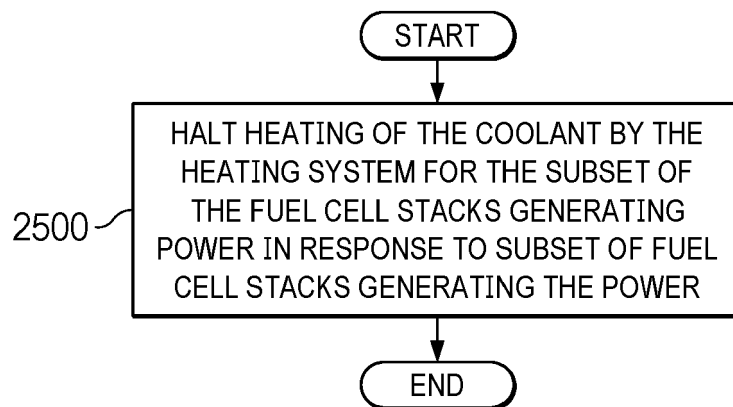 START
HALT HEATING OF THE COOLANT BY THE
HEATING SYSTEM FOR THE SUBSET OF
THE FUEL CELL STACKS GENERATING
POWER IN RESPONSE TO SUBSET OF FUEL
CELL STACKS GENERATING THE POWER
2500
END